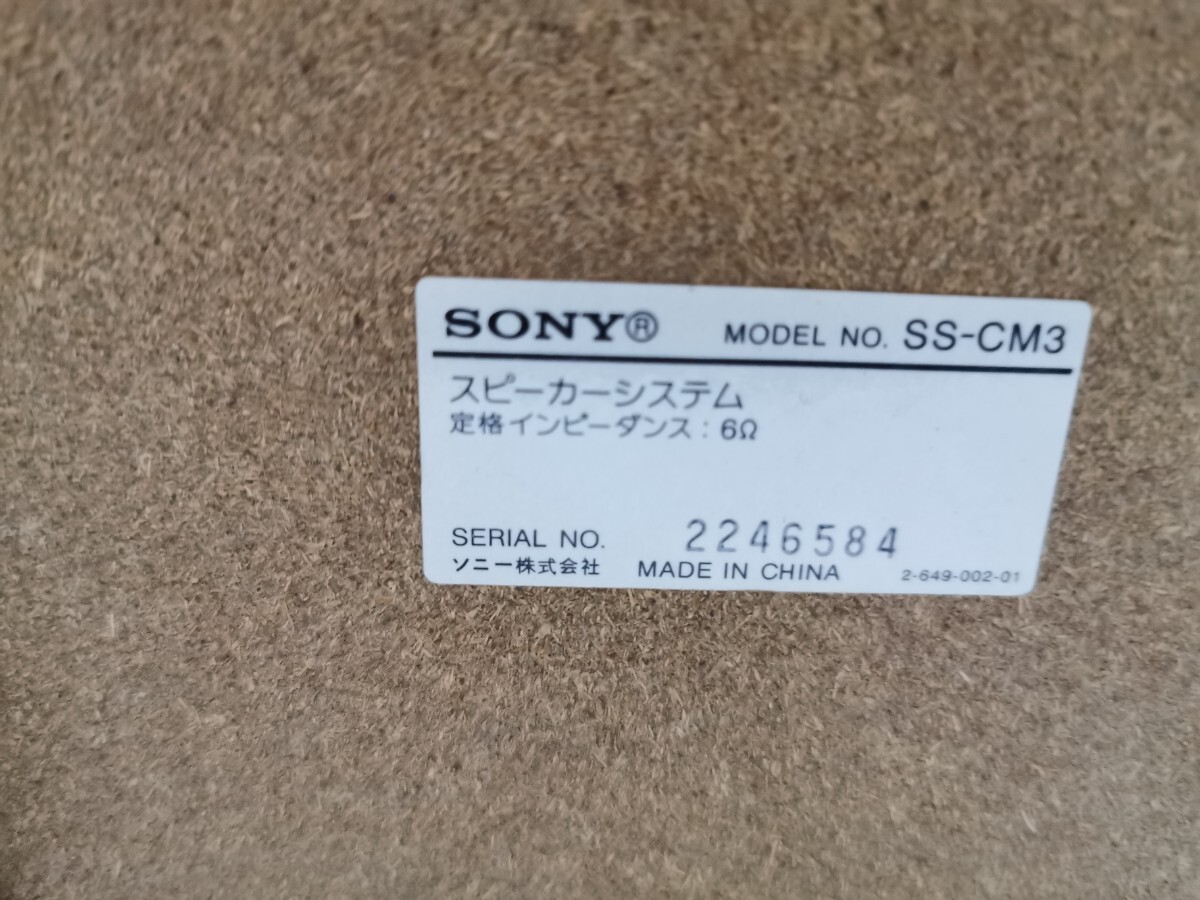 SONY® MODEL NO. SS-CM3
スピーカーシステム
定格インピーダンス : 6Ω
SERIAL NO. 2246584
ソニー株式会社 MADE IN CHINA 2-649-002-01